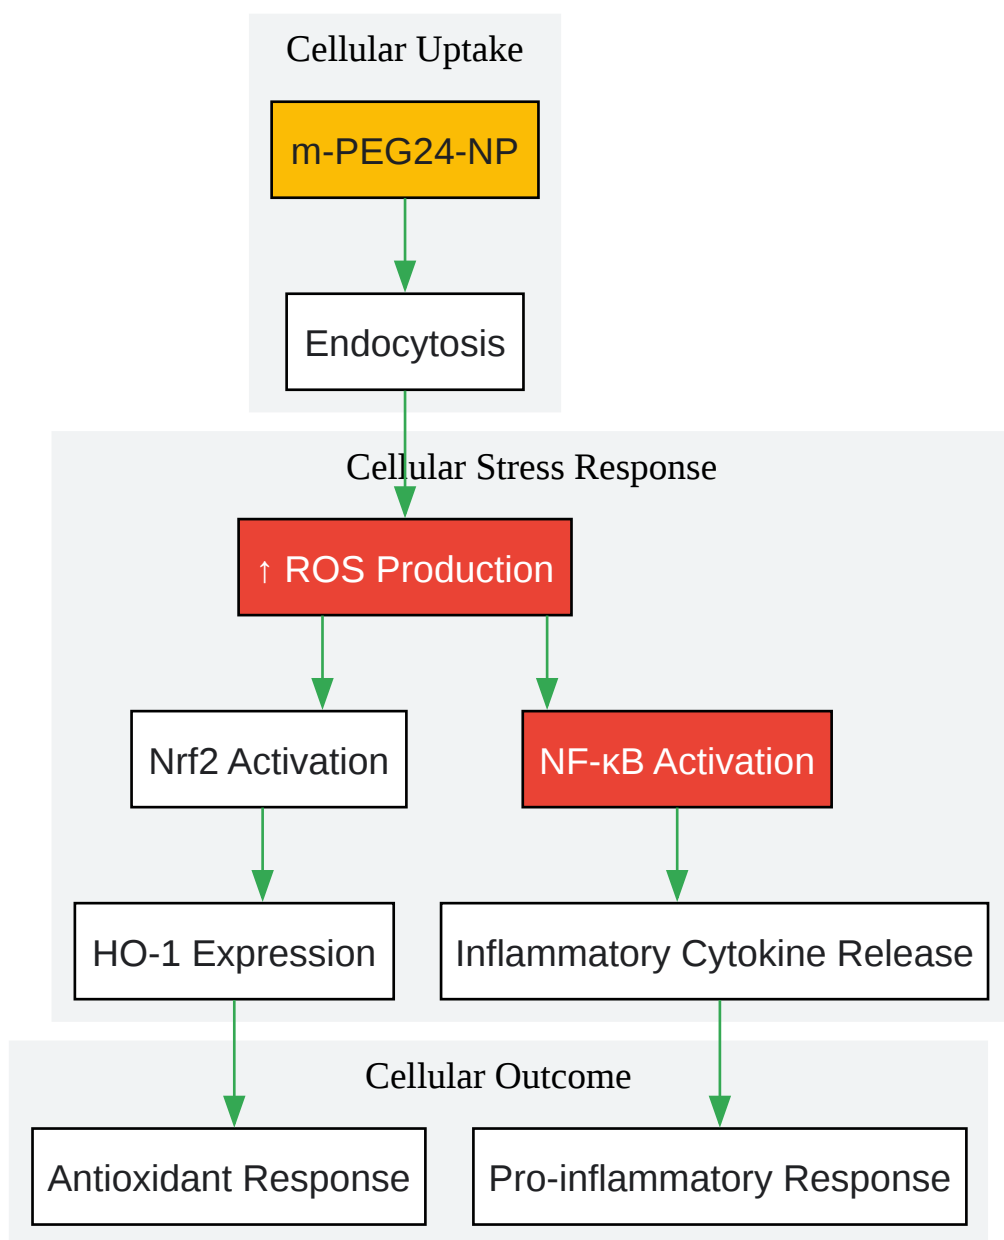 Cellular Uptake
m-PEG24-NP
Endocytosis
Cellular Stress Response
↑ ROS Production
Nrf2 Activation
NF-κB Activation
HO-1 Expression
Inflammatory Cytokine Release
Cellular Outcome
Antioxidant Response
Pro-inflammatory Response